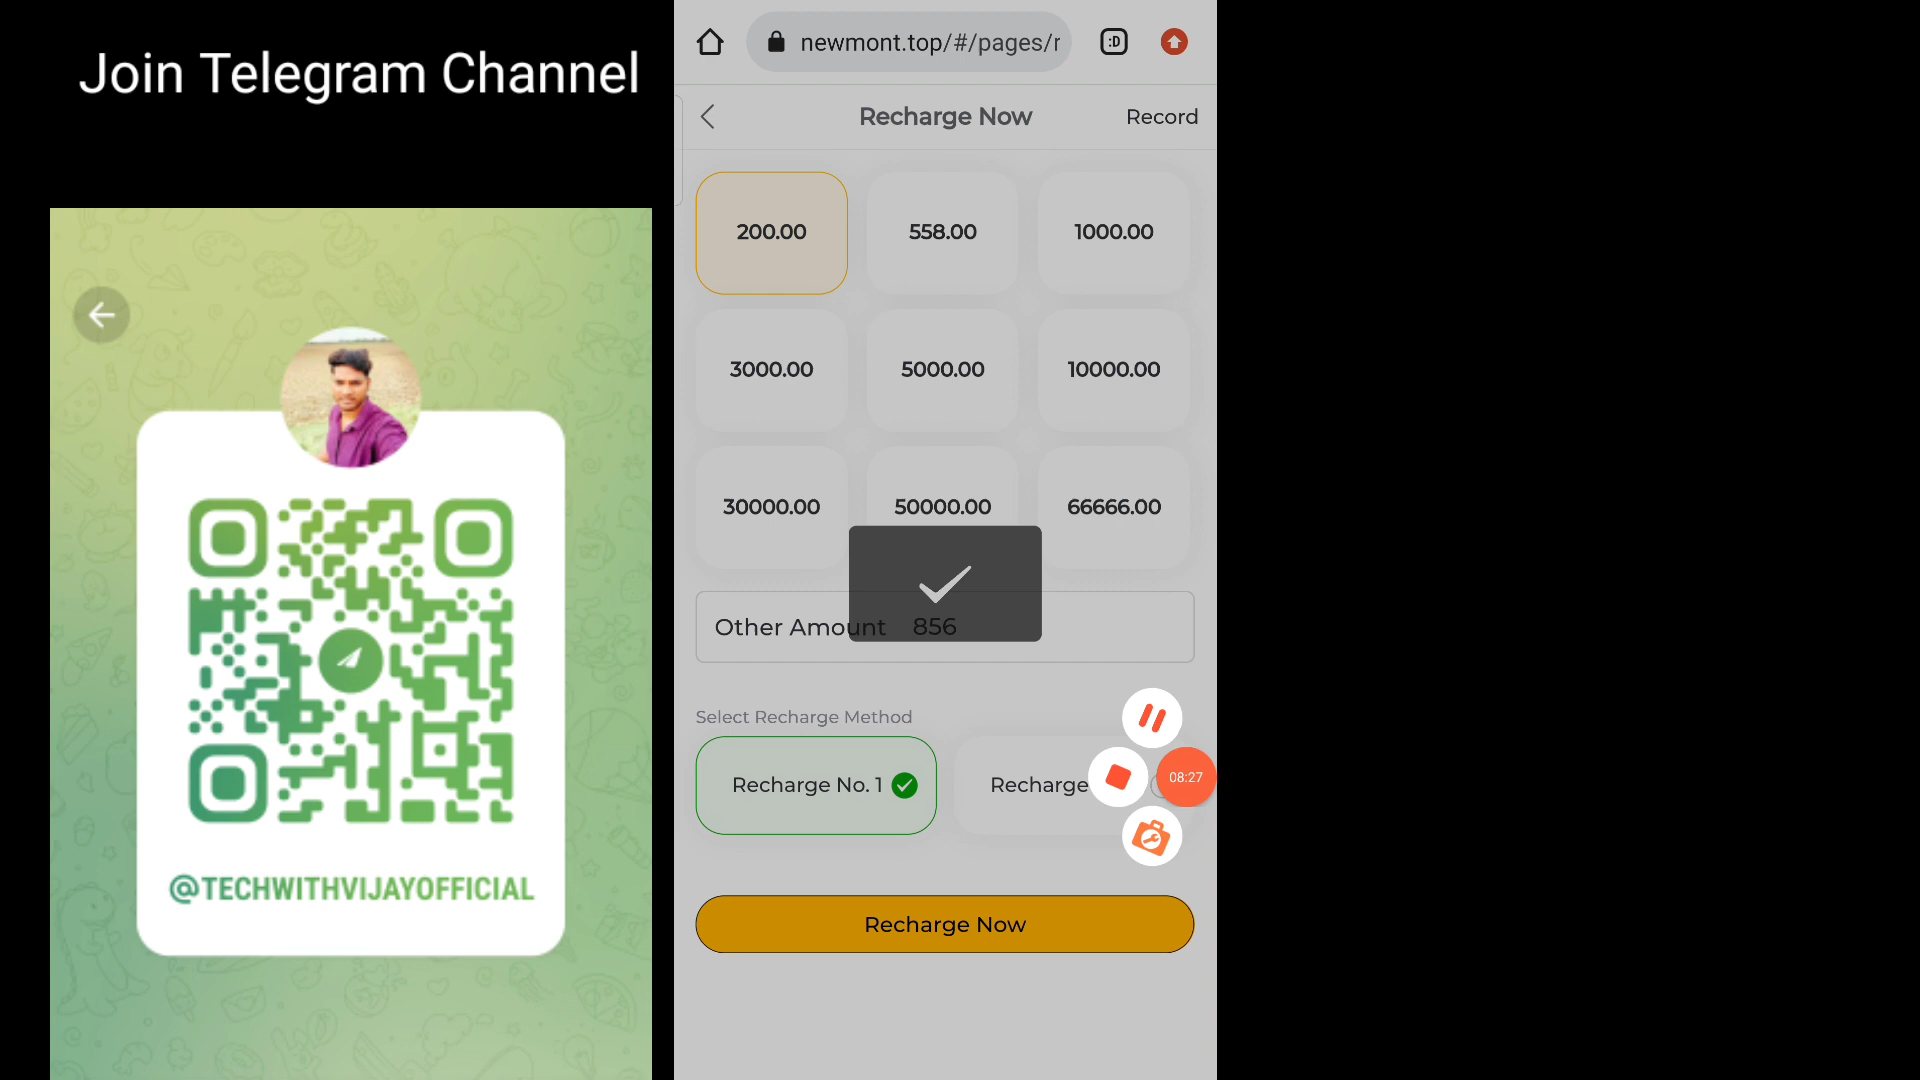 Join Telegram Channel
@TECHWITHVIJAYOFFICIAL
newmont.top/#/pages/r
:D
Recharge Now
Record
200.00
558.00
1000.00
3000.00
5000.00
10000.00
30000.00
50000.00
66666.00
Other Amount 856
Select Recharge Method
Recharge No. 1
Recharge
08:27
Recharge Now